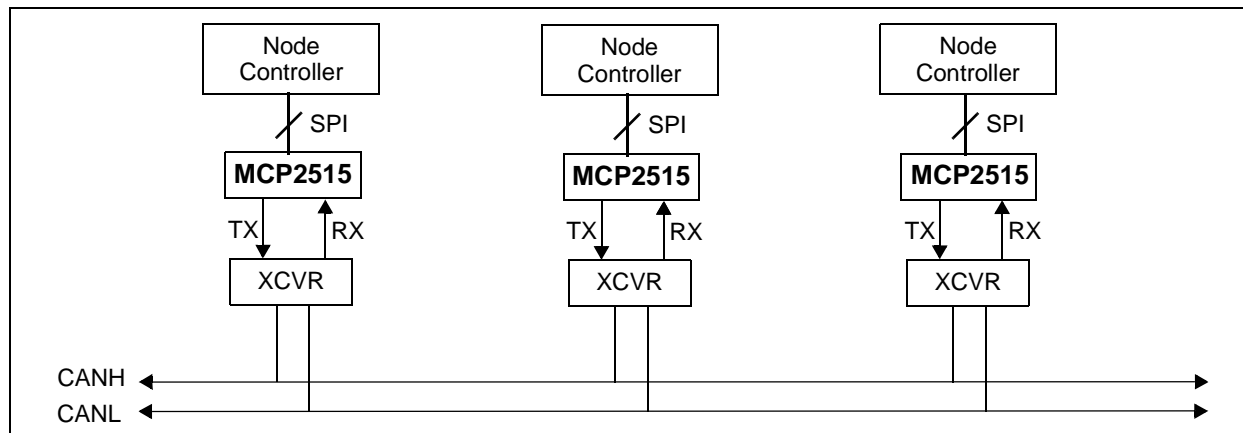 Node Controller
Node Controller
Node Controller
SPI
SPI
SPI
MCP2515
MCP2515
MCP2515
TX
RX
TX
RX
TX
RX
XCVR
XCVR
XCVR
CANH
CANL